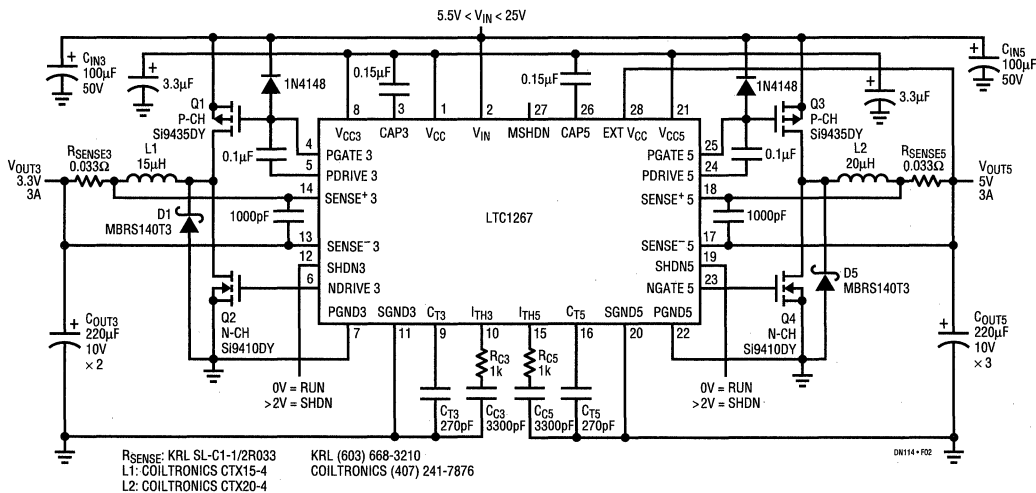 5.5V < VIN < 25V
CIN3
100µF
50V
3.3µF
1N4148
0.15µF
0.15µF
1N4148
3.3µF
CIN5
100µF
50V
Q1
P-CH
Si9435DY
8
3
1
2
27
26
28
21
Q3
P-CH
Si9435DY
VCC3
CAP3
VCC
VIN
MSHDN
CAP5
EXT VCC
VCC5
VOUT3
3.3V
3A
RSENSE3
0.033Ω
L1
15µH
0.1µF
4
PGATE 3
PGATE 5
25
0.1µF
5
PDRIVE 3
PDRIVE 5
24
L2
20µH
RSENSE5
0.033Ω
VOUT5
5V
3A
14
SENSE+ 3
SENSE+ 5
18
D1
MBRS140T3
1000pF
LTC1267
1000pF
13
SENSE– 3
SENSE– 5
17
12
SHDN3
SHDN5
19
6
NDRIVE 3
NGATE 5
23
D5
MBRS140T3
PGND3
SGND3
CT3
ITH3
ITH5
CT5
SGND5
PGND5
7
11
9
10
15
16
20
22
Q2
N-CH
Si9410DY
Q4
N-CH
Si9410DY
COUT3
220µF
10V
× 2
COUT5
220µF
10V
× 3
RC3
1k
RC5
1k
0V = RUN
>2V = SHDN
CT3
270pF
CC3
3300pF
CC5
3300pF
CT5
270pF
0V = RUN
>2V = SHDN
RSENSE: KRL SL-C1-1/2R033 KRL (603) 668-3210
L1: COILTRONICS CTX15-4 COILTRONICS (407) 241-7876
L2: COILTRONICS CTX20-4
DN114 • F02